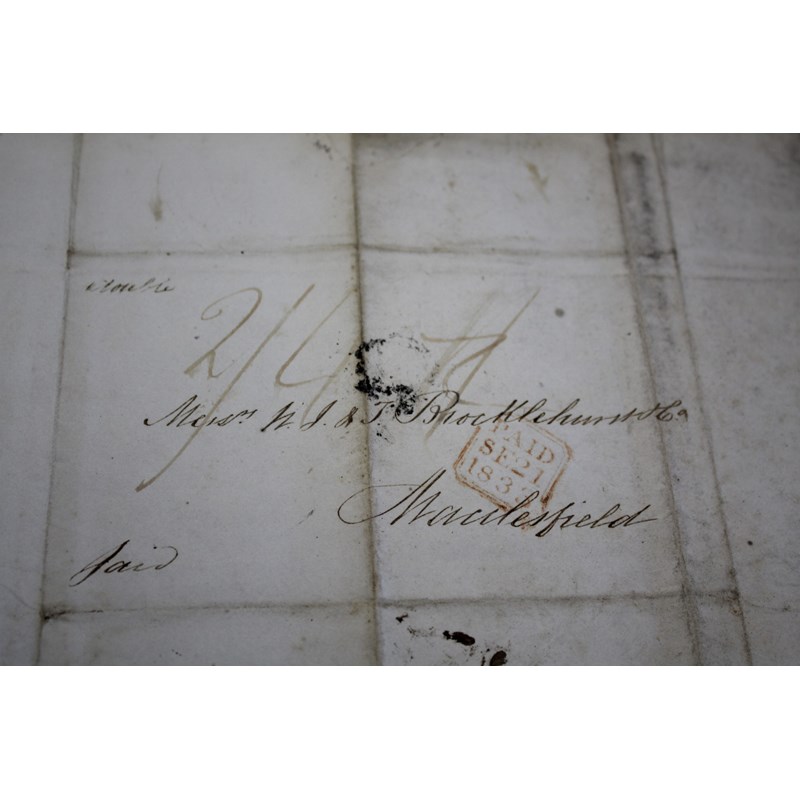 double
2/4
Messrs W. J. & T. Brocklehurst & Co
PAID
SE 21
183
Macclesfield
Paid